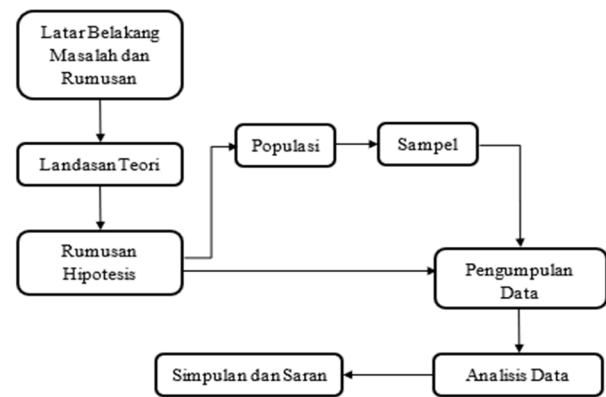 Latar Belakang
Masalah dan
Rumusan
Landasan Teori
Rumusan
Hipotesis
Populasi
Sampel
Pengumpulan
Data
Analisis Data
Simpulan dan Saran